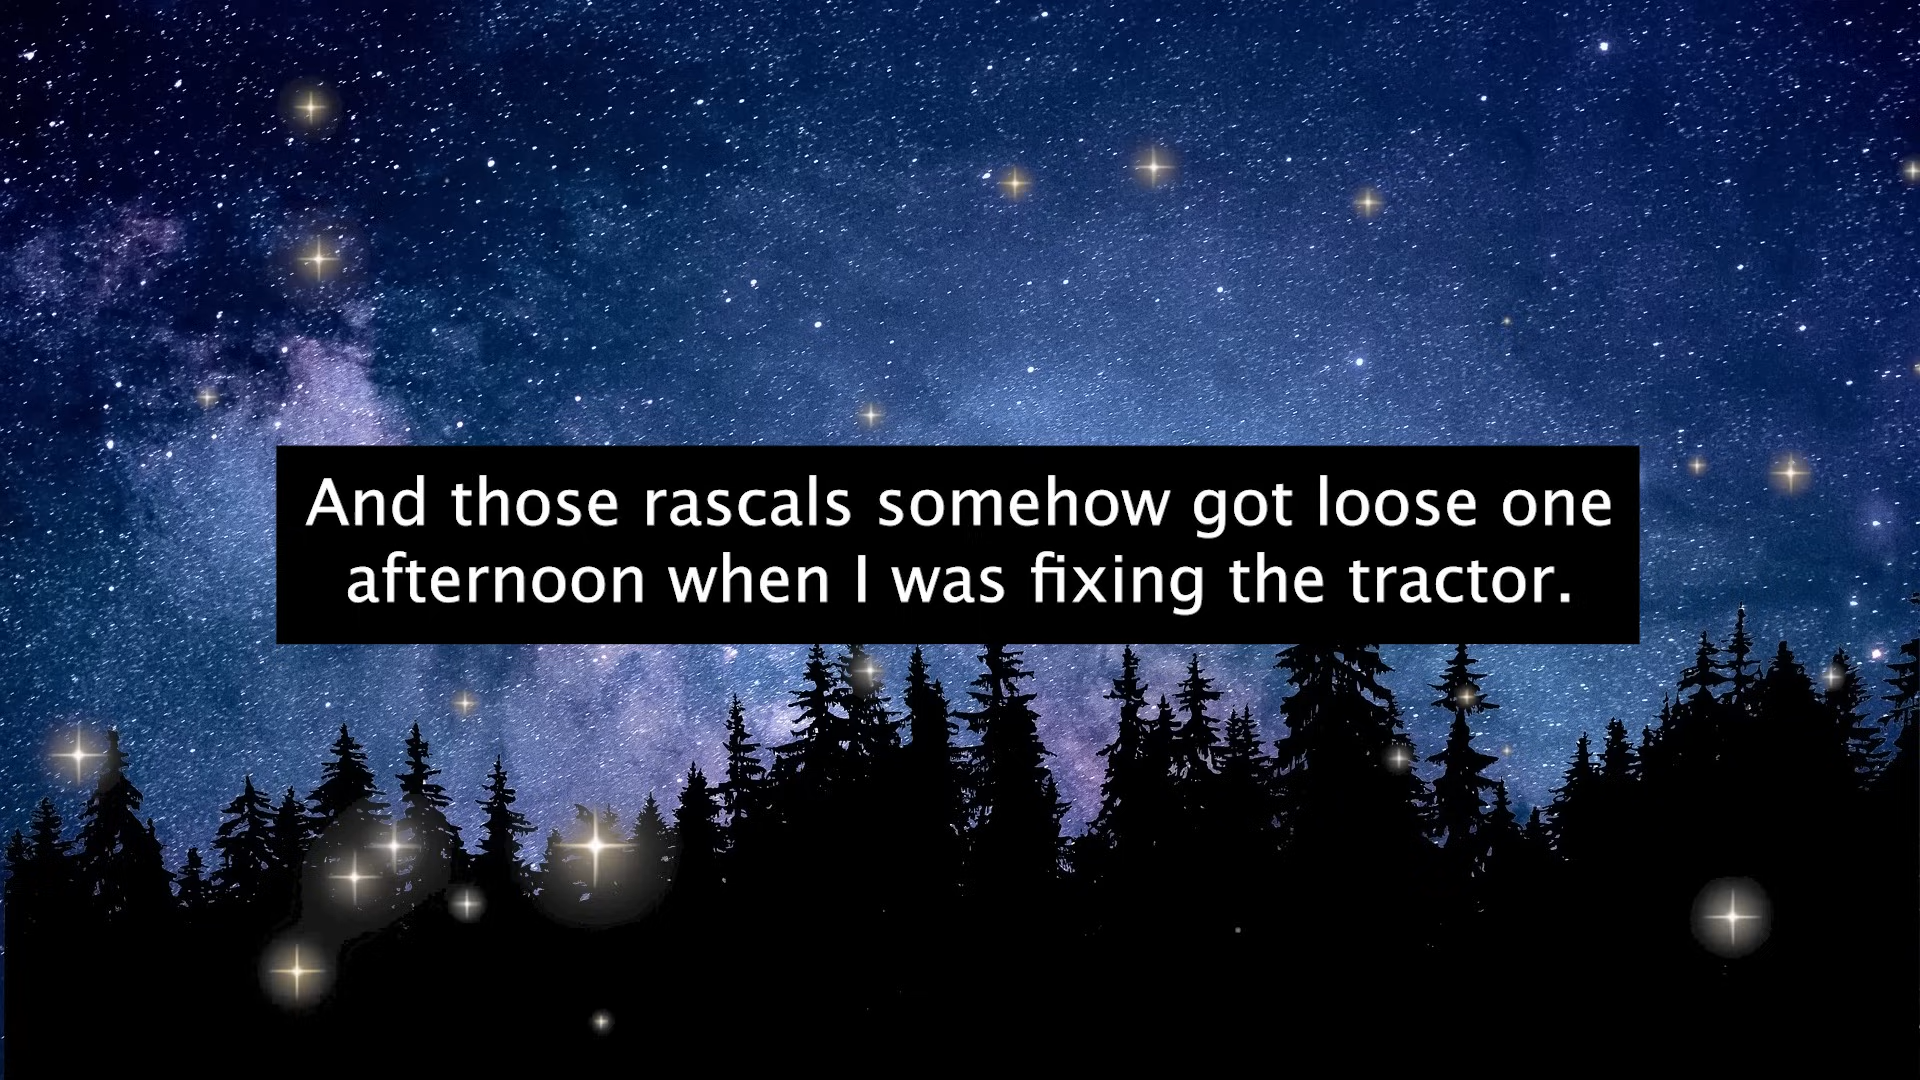 And those rascals somehow got loose one
afternoon when I was fixing the tractor.